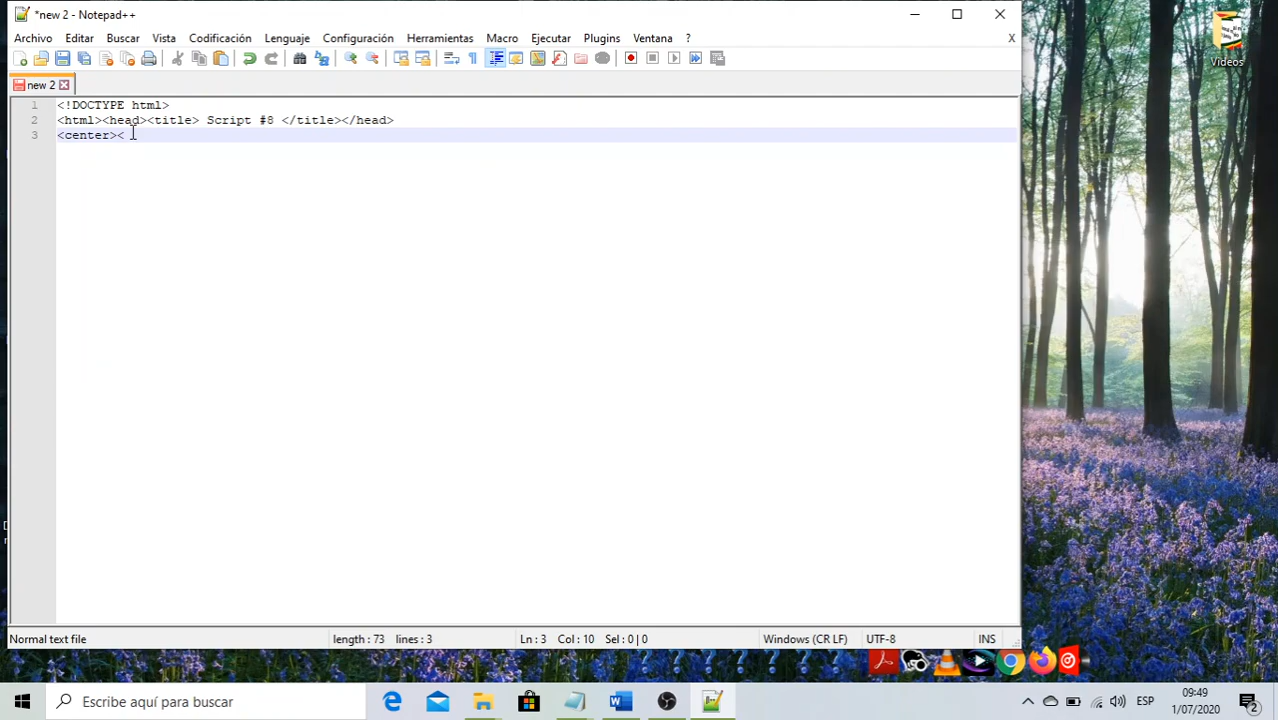 *new 2 - Notepad++
Archivo Editar Buscar Vista Codificación Lenguaje Configuración Herramientas Macro Ejecutar Plugins Ventana ? X
new 2
1 <!DOCTYPE html>
2 <html><head><title> Script #8 </title></head>
3 <center><
Normal text file length : 73 lines : 3 Ln : 3 Col : 10 Sel : 0 | 0 Windows (CR LF) UTF-8 INS
Videos
Escribe aquí para buscar
ESP
09:49
1/07/2020
2